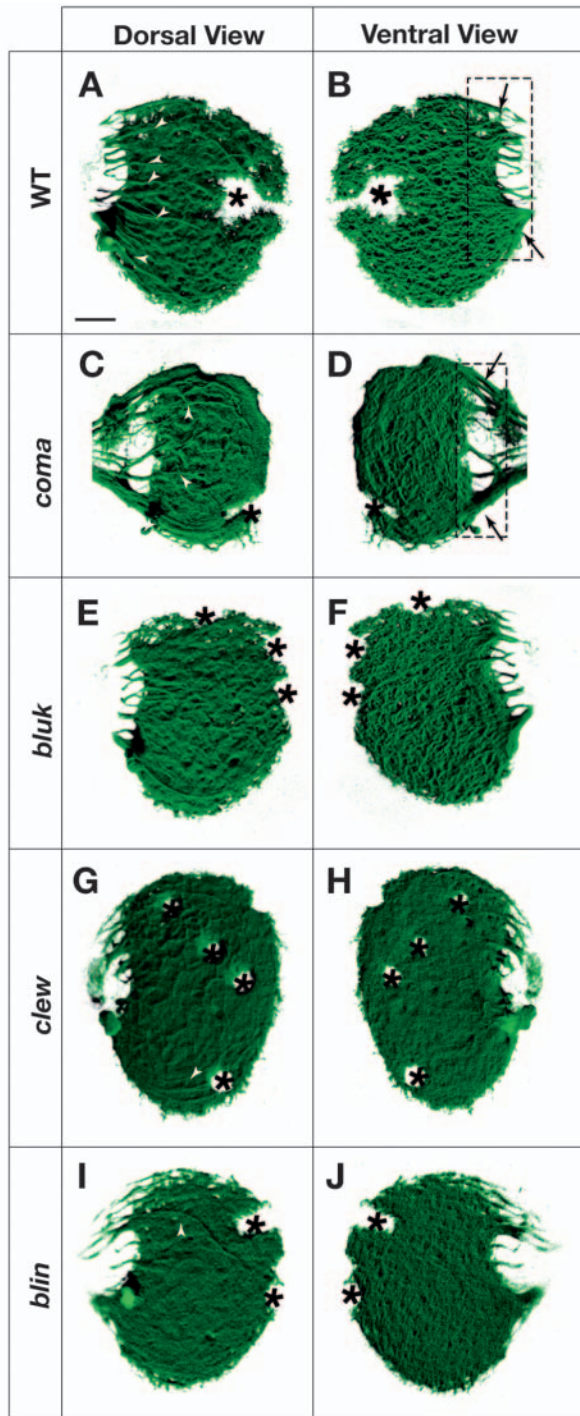 Dorsal View Ventral View
WT A * B *
coma C * D *
bluk E * * * F * * *
clew G * * * * H * * * *
blin I * * J * *